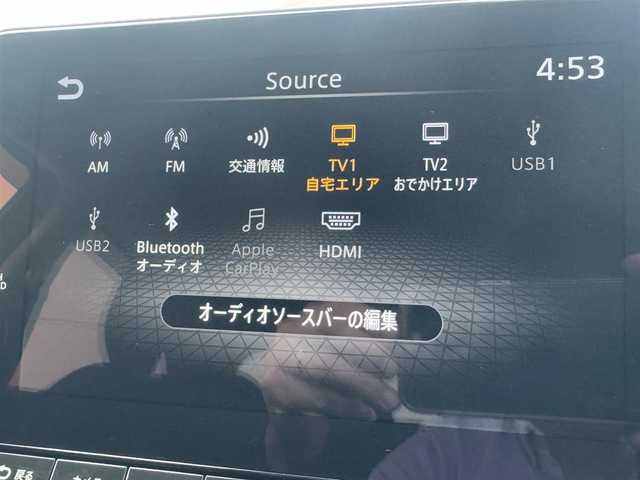 Source
4:53
AM
FM
交通情報
TV1
自宅エリア
TV2
おでかけエリア
USB1
USB2
Bluetooth
オーディオ
Apple
CarPlay
HDMI
オーディオソースバーの編集
戻る